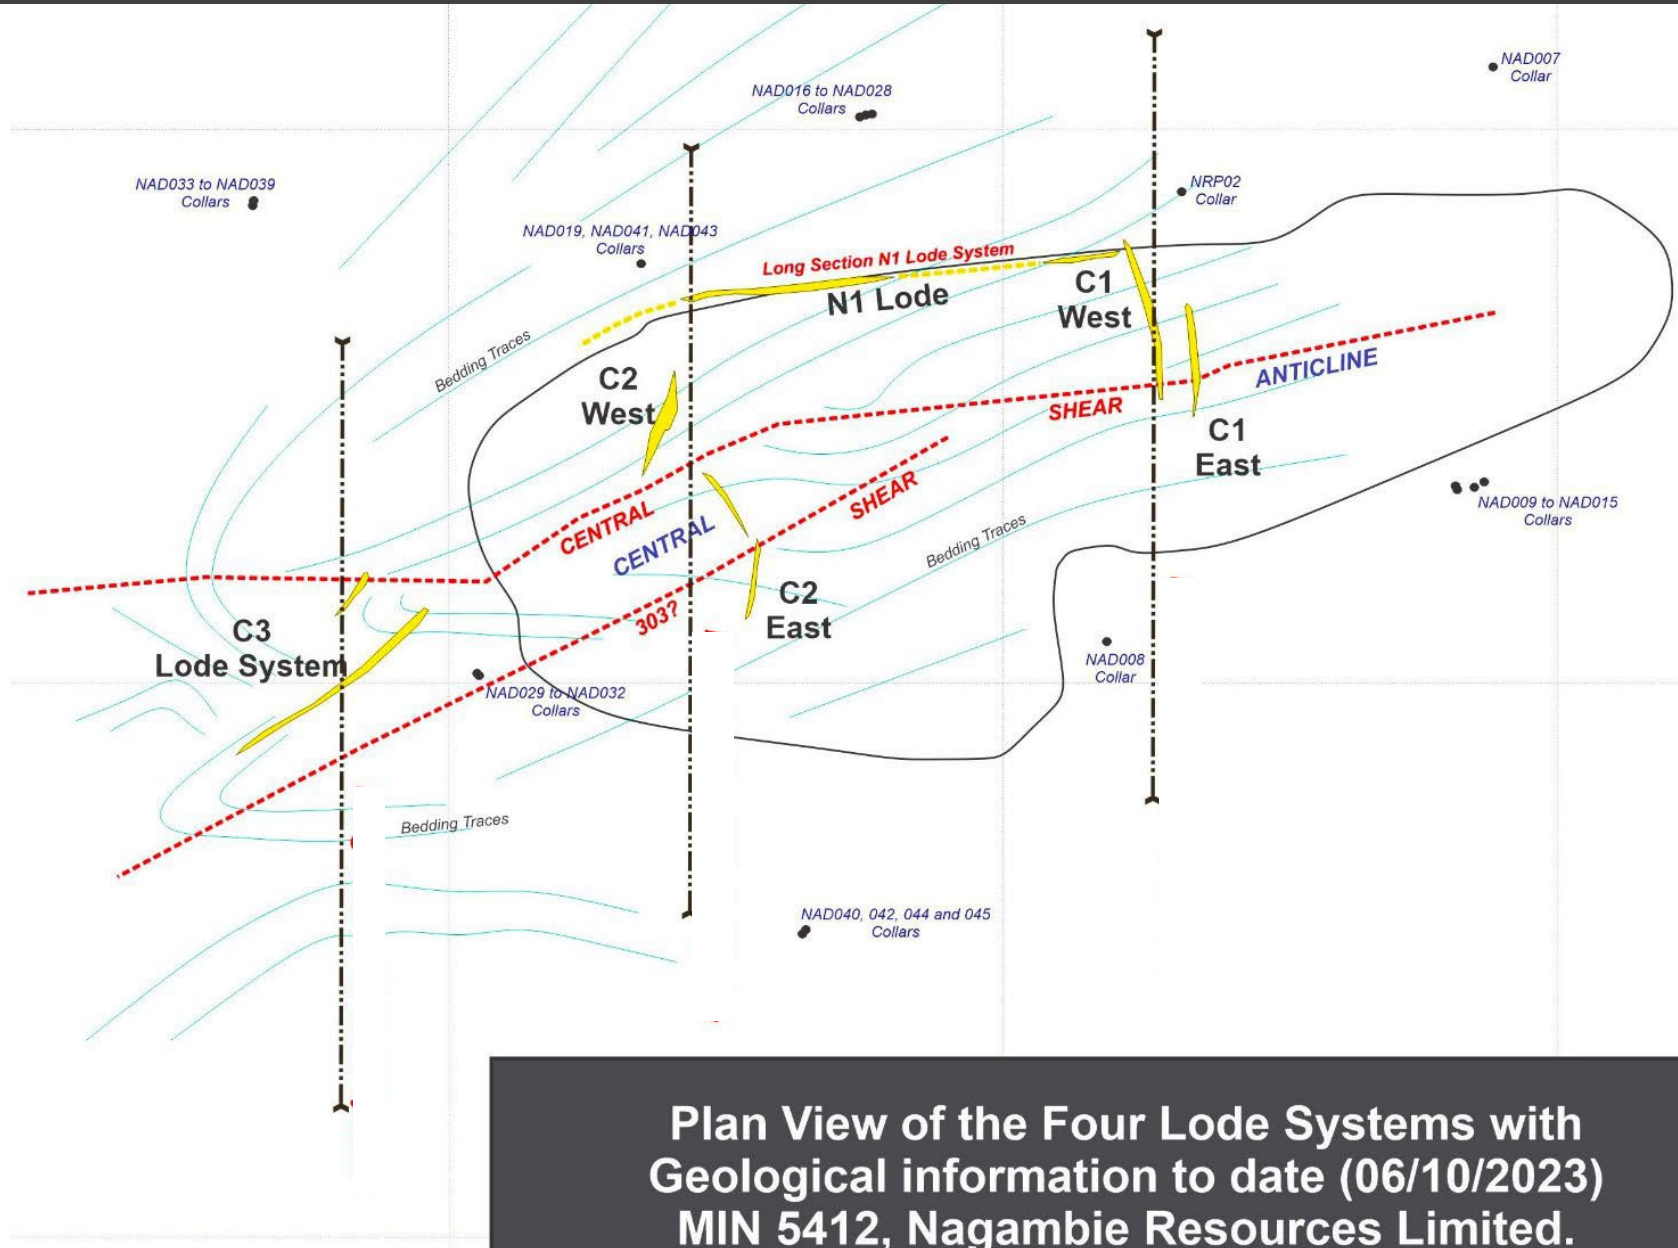 NAD007
Collar
NAD016 to NAD028
Collars
NAD033 to NAD039
Collars
NRP02
Collar
NAD019, NAD041, NAD043
Collars
Long Section N1 Lode System
C1
West
N1 Lode
Bedding Traces
C2
West
ANTICLINE
SHEAR
C1
East
SHEAR
CENTRAL
CENTRAL
NAD009 to NAD015
Collars
Bedding Traces
C2
East
303?
C3
Lode System
NAD008
Collar
NAD029 to NAD032
Collars
Bedding Traces
NAD040, 042, 044 and 045
Collars
Plan View of the Four Lode Systems with
Geological information to date (06/10/2023)
MIN 5412, Nagambie Resources Limited.